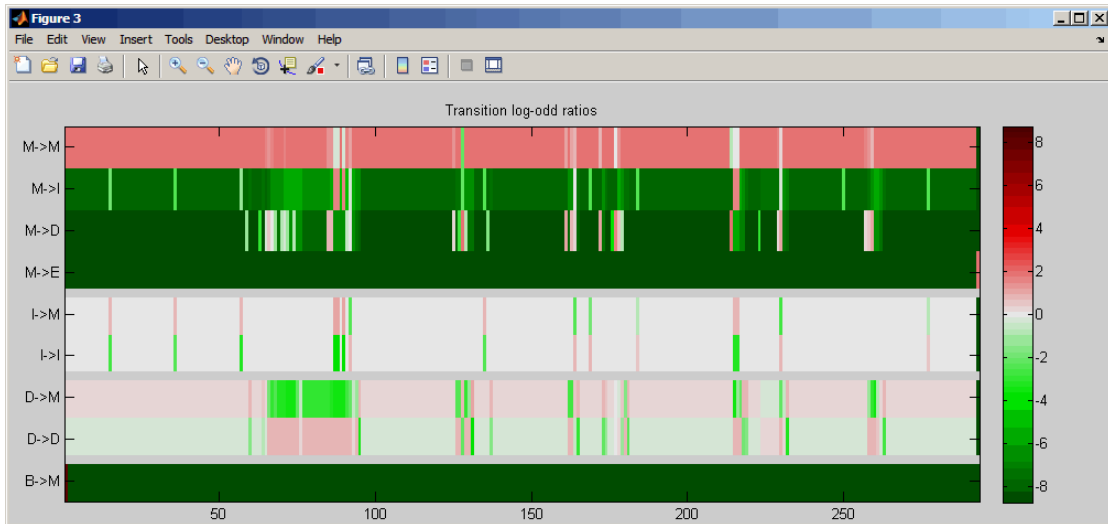 Figure 3
File Edit View Insert Tools Desktop Window Help
Transition log-odd ratios
M->M
M->I
M->D
M->E
I->M
I->I
D->M
D->D
B->M
50 100 150 200 250
8
6
4
2
0
-2
-4
-6
-8